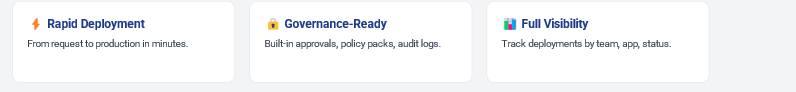 Rapid Deployment
From request to production in minutes.
Governance-Ready
Built-in approvals, policy packs, audit logs.
Full Visibility
Track deployments by team, app, status.